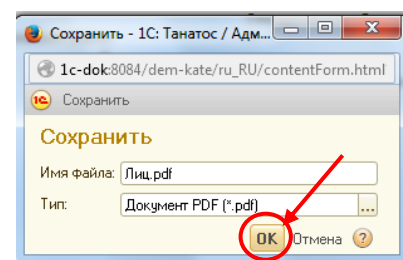 Сохранить - 1С: Танатос / Адм...
1c-dok:8084/dem-kate/ru_RU/contentForm.html
1С Сохранить
Сохранить
Имя файла: Лиц.pdf
Тип: Документ PDF (*.pdf) ...
ОК Отмена ?